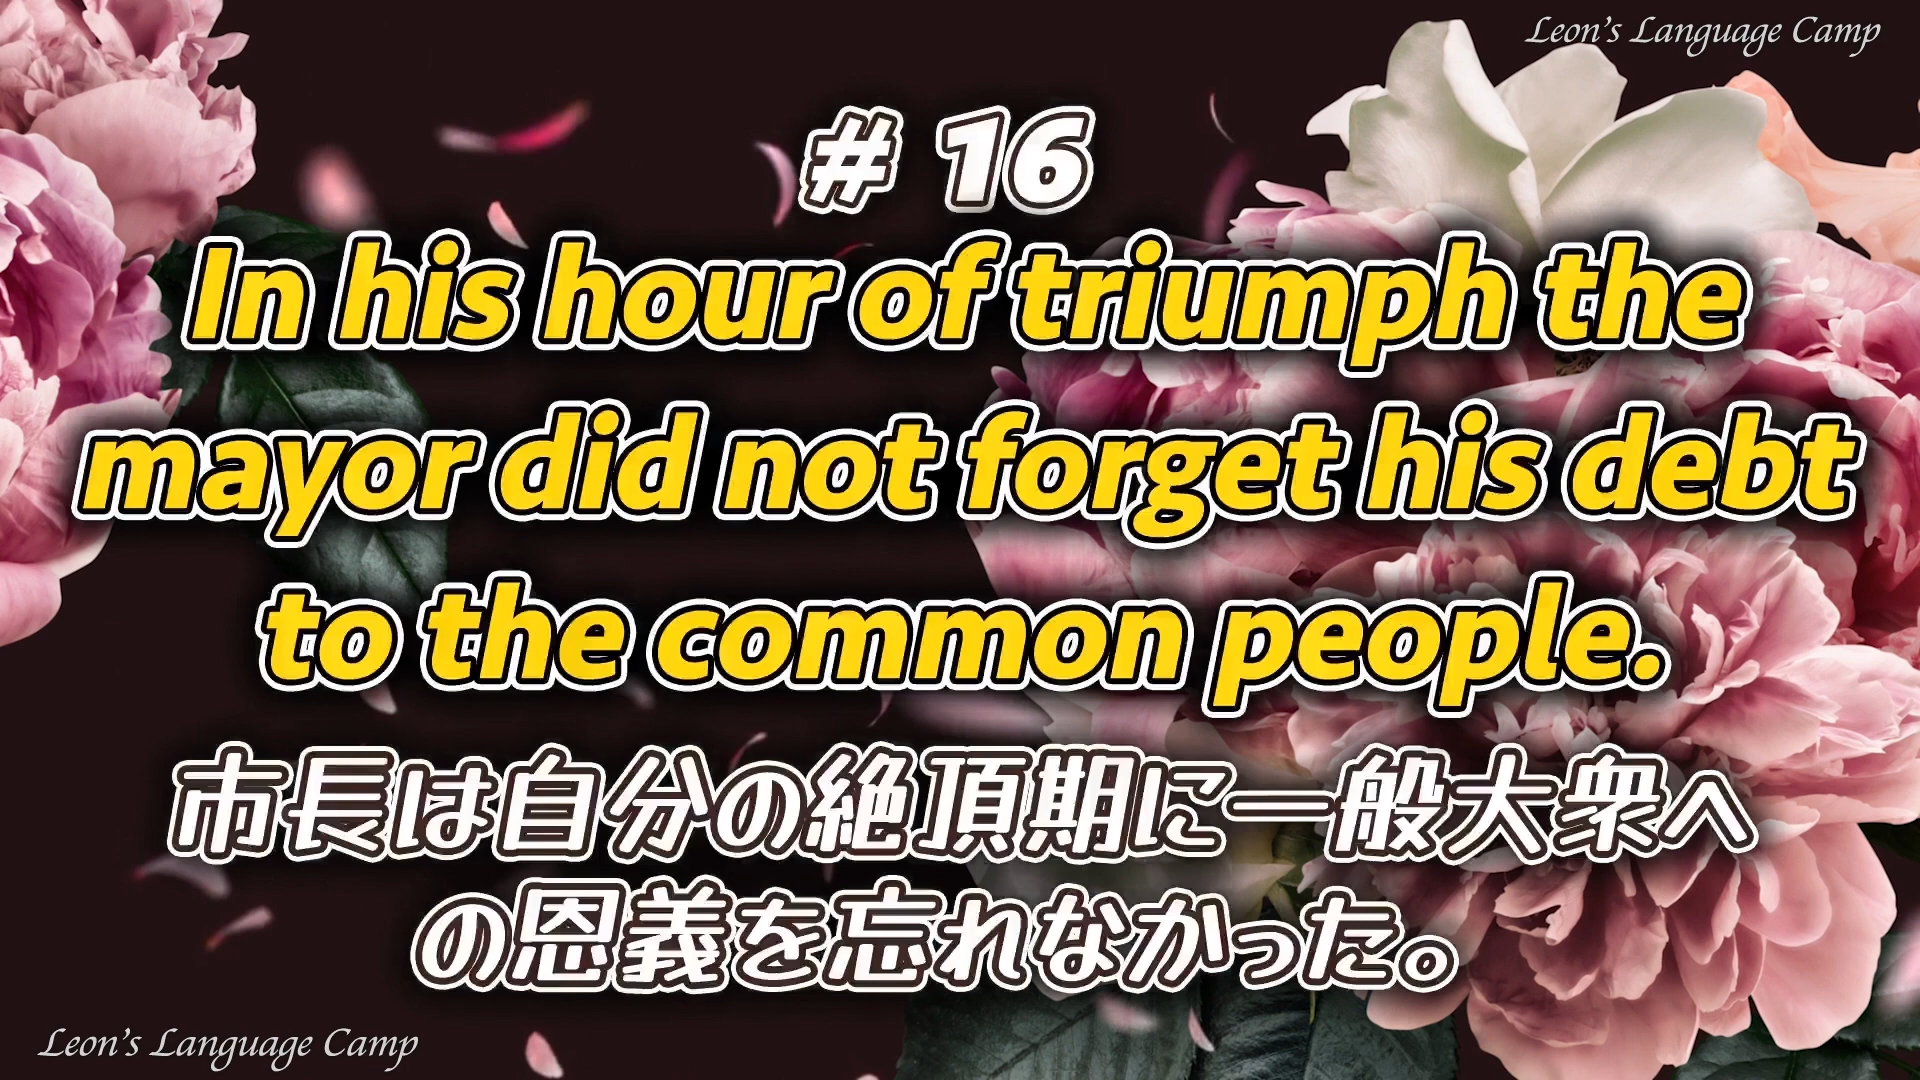 Leon's Language Camp
# 16
In his hour of triumph the
mayor did not forget his debt
to the common people.
市長は自分の絶頂期に一般大衆へ
の恩義を忘れなかった。
Leon's Language Camp